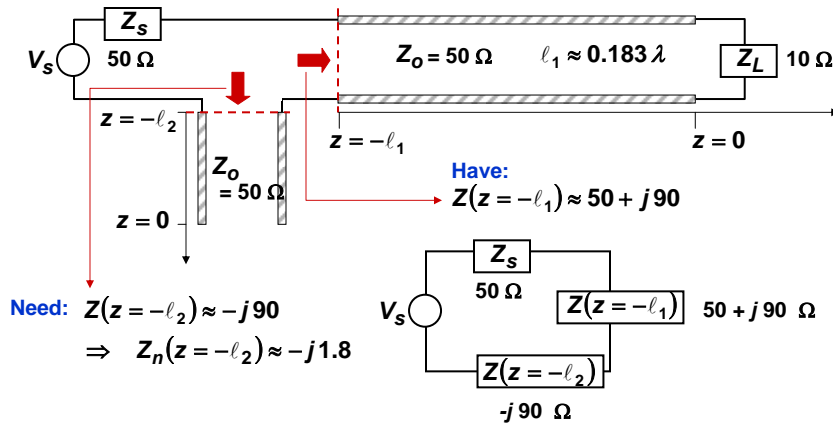 Z_s
V_s
50 Ω
Z_o = 50 Ω
ℓ_1 ≈ 0.183 λ
Z_L
10 Ω
z = -ℓ_2
z = -ℓ_1
z = 0
Z_o
= 50 Ω
z = 0
Have:
Z(z = -ℓ_1) ≈ 50 + j 90
Need: Z(z = -ℓ_2) ≈ -j 90
⇒ Z_n(z = -ℓ_2) ≈ -j 1.8
Z_s
50 Ω
V_s
Z(z = -ℓ_1)
50 + j 90 Ω
Z(z = -ℓ_2)
-j 90 Ω